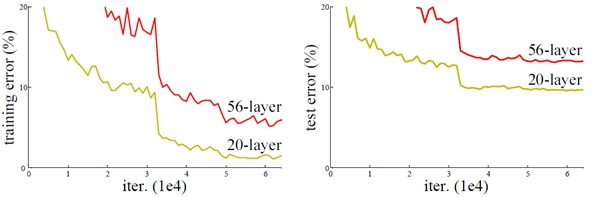 20
10
0
training error (%)
56-layer
20-layer
0 1 2 3 4 5 6
iter. (1e4)
20
10
0
test error (%)
56-layer
20-layer
0 1 2 3 4 5 6
iter. (1e4)